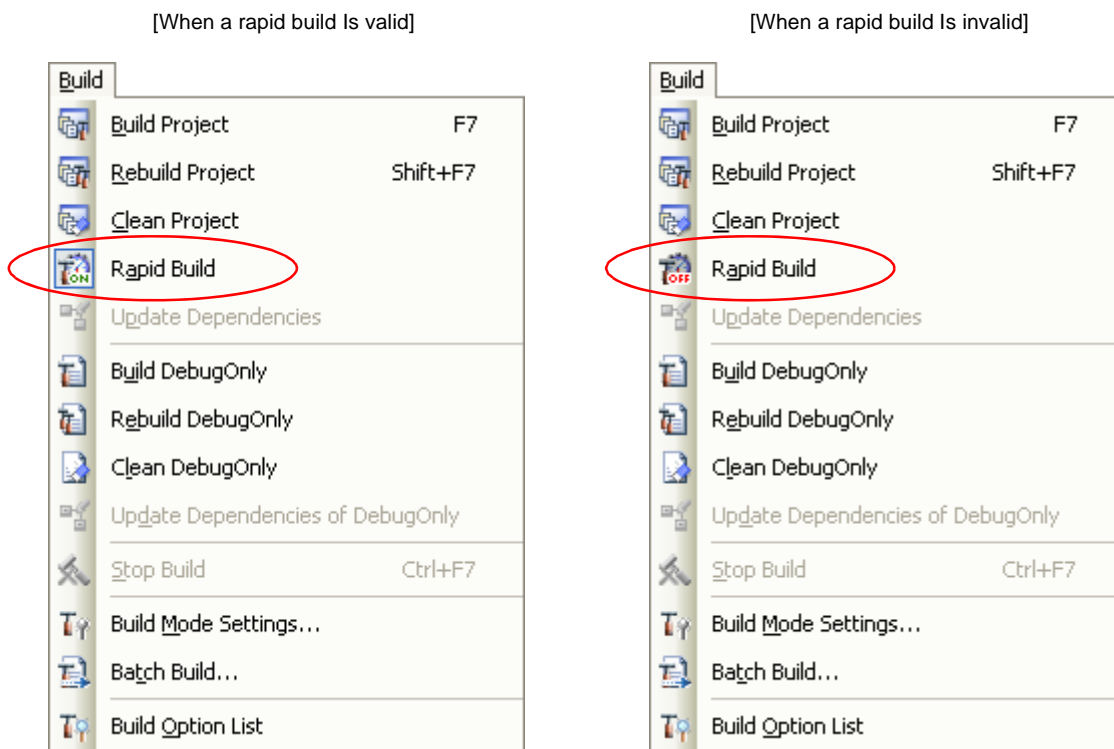 [When a rapid build Is valid]
Build
Build Project F7
Rebuild Project Shift+F7
Clean Project
ON Rapid Build
Update Dependencies
Build DebugOnly
Rebuild DebugOnly
Clean DebugOnly
Update Dependencies of DebugOnly
Stop Build Ctrl+F7
Build Mode Settings...
Batch Build...
Build Option List
[When a rapid build Is invalid]
Build
Build Project F7
Rebuild Project Shift+F7
Clean Project
OFF Rapid Build
Update Dependencies
Build DebugOnly
Rebuild DebugOnly
Clean DebugOnly
Update Dependencies of DebugOnly
Stop Build Ctrl+F7
Build Mode Settings...
Batch Build...
Build Option List